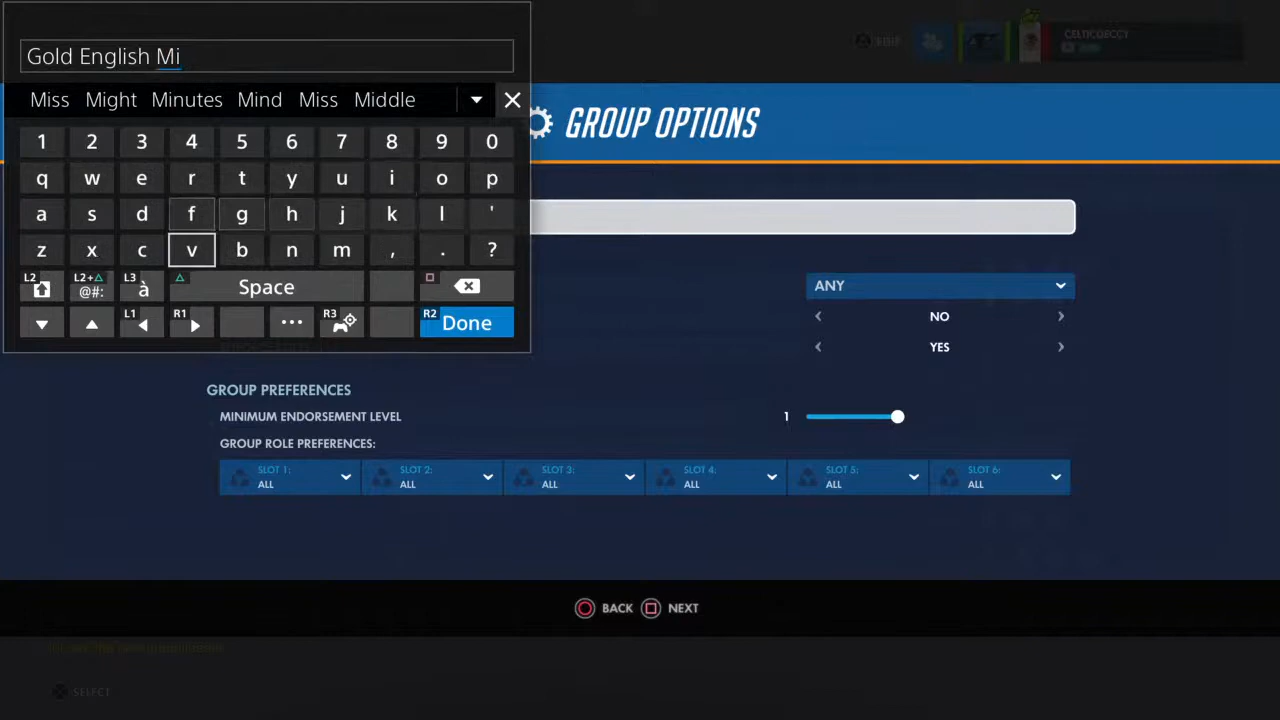 Gold English Mi
CELTICOECCY
Miss Might Minutes Mind Miss Middle
GROUP OPTIONS
1 2 3 4 5 6 7 8 9 0
q w e r t y u i o p
a s d f g h j k l '
z x c v b n m , . ?
L2 L2+△ @#: L3 à Space
L1 R1 ... R3 R2 Done
ANY
NO
YES
GROUP PREFERENCES
MINIMUM ENDORSEMENT LEVEL 1
GROUP ROLE PREFERENCES:
SLOT 1: SLOT 2: SLOT 3: SLOT 4: SLOT 5: SLOT 6:
ALL ALL ALL ALL ALL ALL
BACK NEXT
SELECT